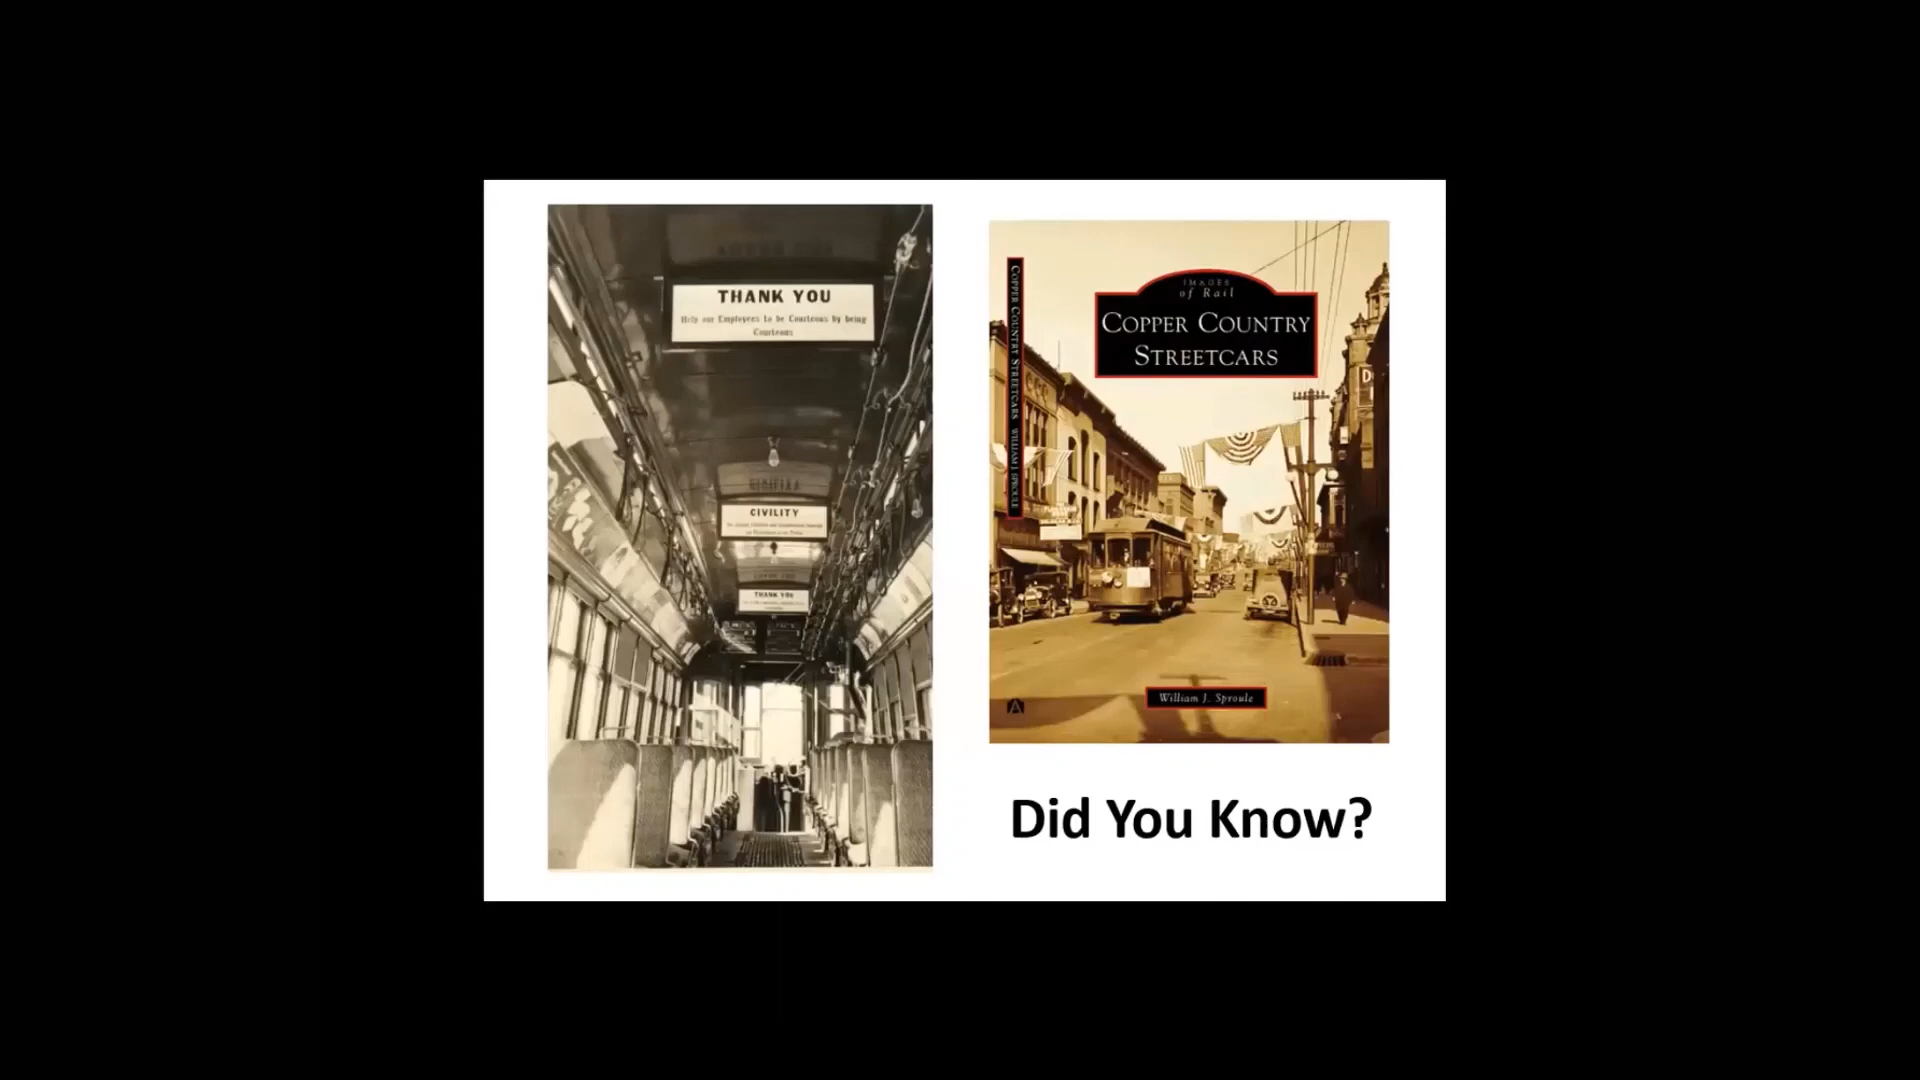 THANK YOU
Help our Employees to be Courteous by being
Courteous
CIVILITY
THANK YOU
IMAGES
of Rail
COPPER COUNTRY
STREETCARS
COPPER COUNTRY STREETCARS WILLIAM J. SPROULE
William J. Sproule
Did You Know?